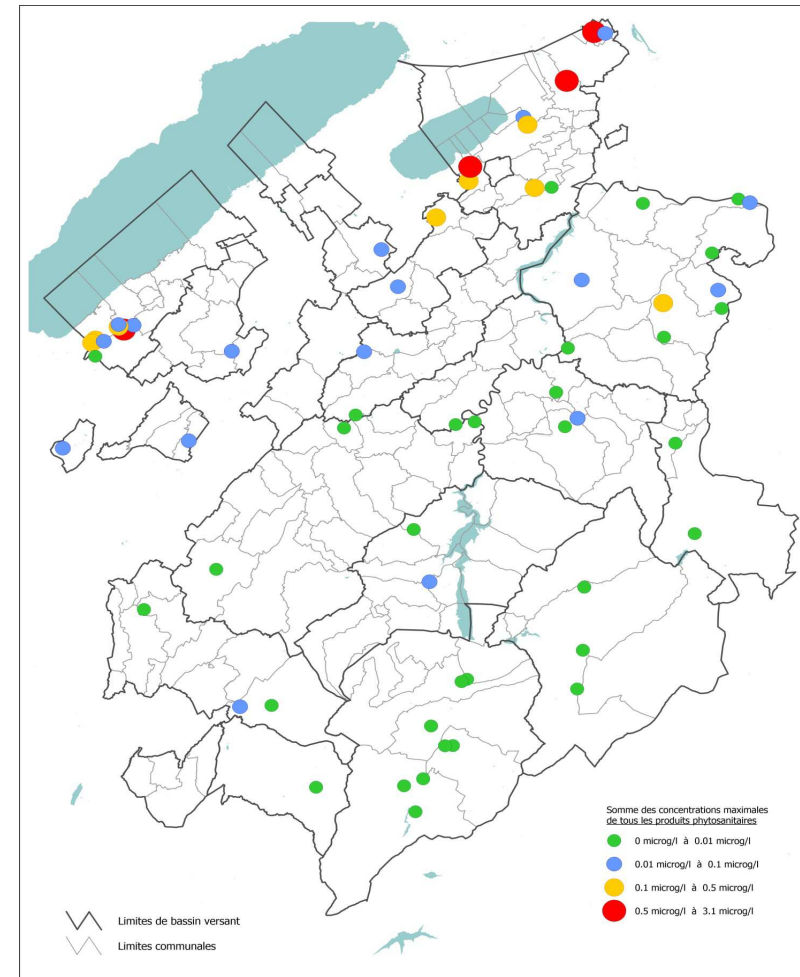 Somme des concentrations maximales
de tous les produits phytosanitaires
0 microg/l à 0.01 microg/l
0.01 microg/l à 0.1 microg/l
0.1 microg/l à 0.5 microg/l
0.5 microg/l à 3.1 microg/l
Limites de bassin versant
Limites communales